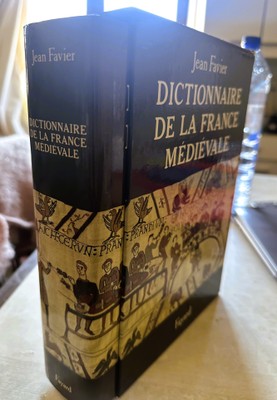 Jean Favier
DICTIONNAIRE
DE LA FRANCE
MÉDIÉVALE
Fayard
Jean Favier
DICTIONNAIRE
DE LA FRANCE
MÉDIÉVALE
Fayard